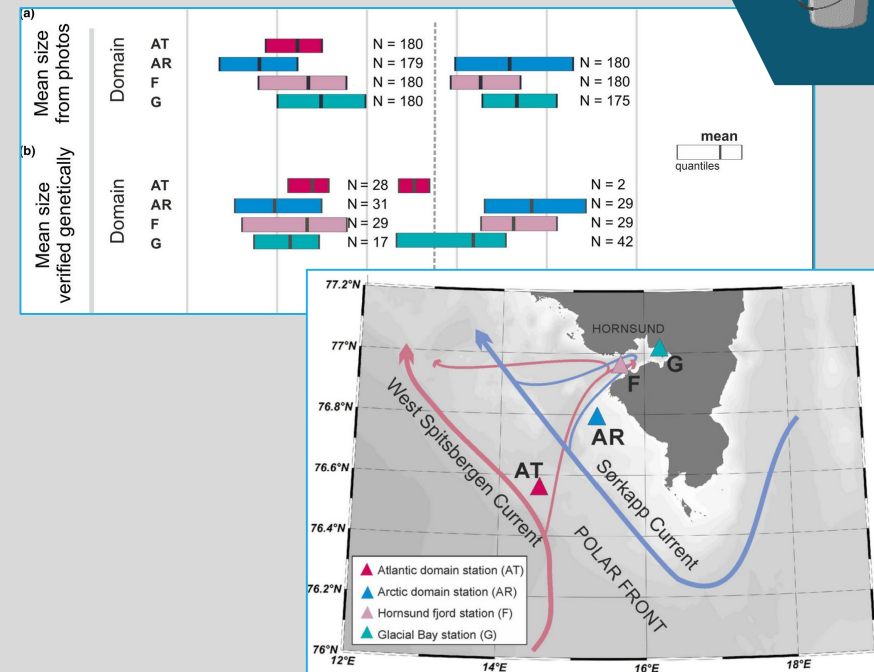 (a)
Mean size
from photos
Domain
AT
N = 180
AR
N = 179
N = 180
F
N = 180
N = 180
G
N = 180
N = 175
mean
quantiles
(b)
Mean size
verified genetically
Domain
AT
N = 28
N = 2
AR
N = 31
N = 29
F
N = 29
N = 29
G
N = 17
N = 42
77.2°N
77°N
76.8°N
76.6°N
76.4°N
76.2°N
76°N
12°E
14°E
16°E
18°E
HORNSUND
G
F
AR
AT
West Spitsbergen Current
Sørkapp Current
POLAR FRONT
Atlantic domain station (AT)
Arctic domain station (AR)
Hornsund fjord station (F)
Glacial Bay station (G)